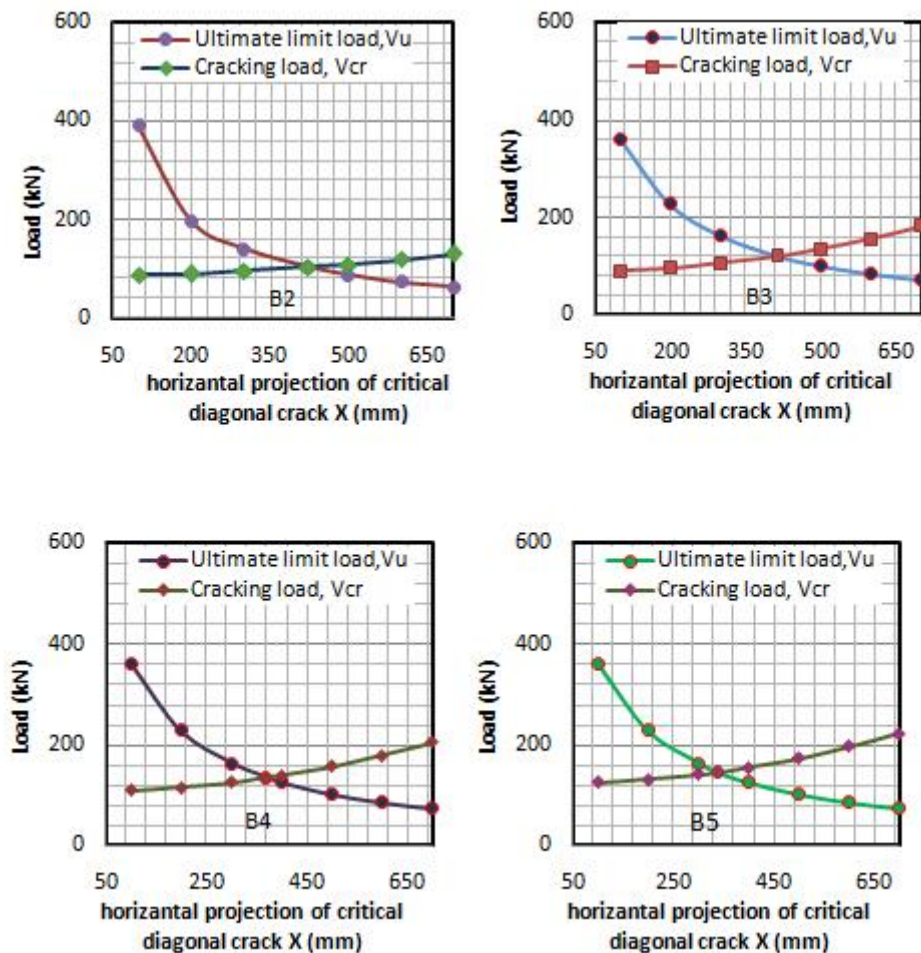 600
Ultimate limit load,Vu
Cracking load, Vcr
400
Load (kN)
200
B2
0
50 200 350 500 650
horizantal projection of critical
diagonal crack X (mm)
600
Ultimate limit load,Vu
Cracking load, Vcr
400
Load (kN)
200
B3
0
50 200 350 500 650
horizantal projection of critical
diagonal crack X (mm)
600
Ultimate limit load,Vu
Cracking load, Vcr
400
Load (kN)
200
B4
0
50 250 450 650
horizantal projection of critical
diagonal crack X (mm)
600
Ultimate limit load,Vu
Cracking load, Vcr
400
Load (kN)
200
B5
0
50 250 450 650
horizantal projection of critical
diagonal crack X (mm)